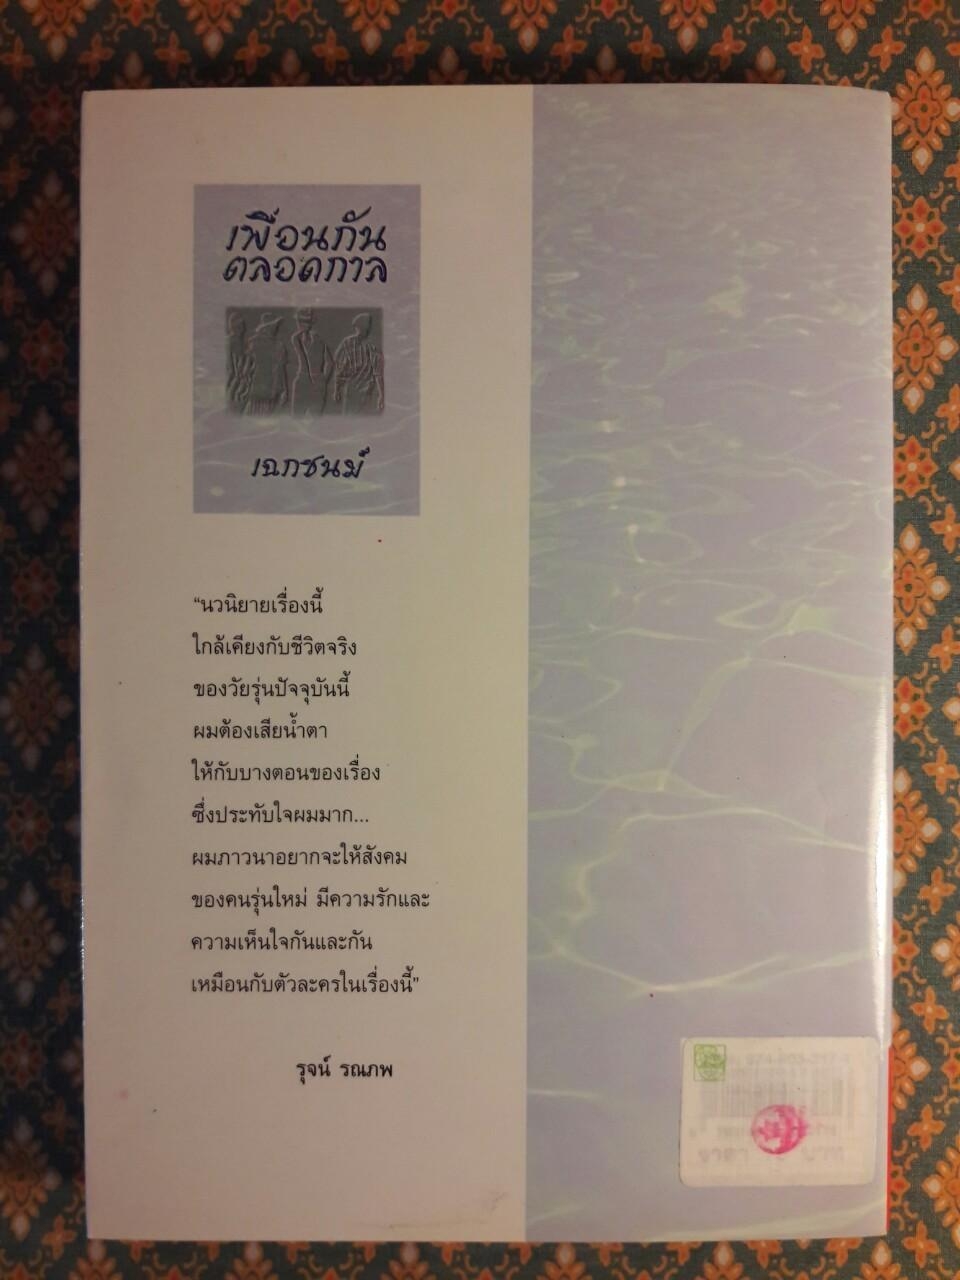 เพื่อนกัน
ตลอดกาล
เฉกชนม์
“นวนิยายเรื่องนี้
ใกล้เคียงกับชีวิตจริง
ของวัยรุ่นปัจจุบันนี้
ผมต้องเสียน้ำตา
ให้กับบางตอนของเรื่อง
ซึ่งประทับใจผมมาก...
ผมภาวนาอยากจะให้สังคม
ของคนรุ่นใหม่ มีความรักและ
ความเห็นใจกันและกัน
เหมือนกับตัวละครในเรื่องนี้”
รุจน์ รณภพ